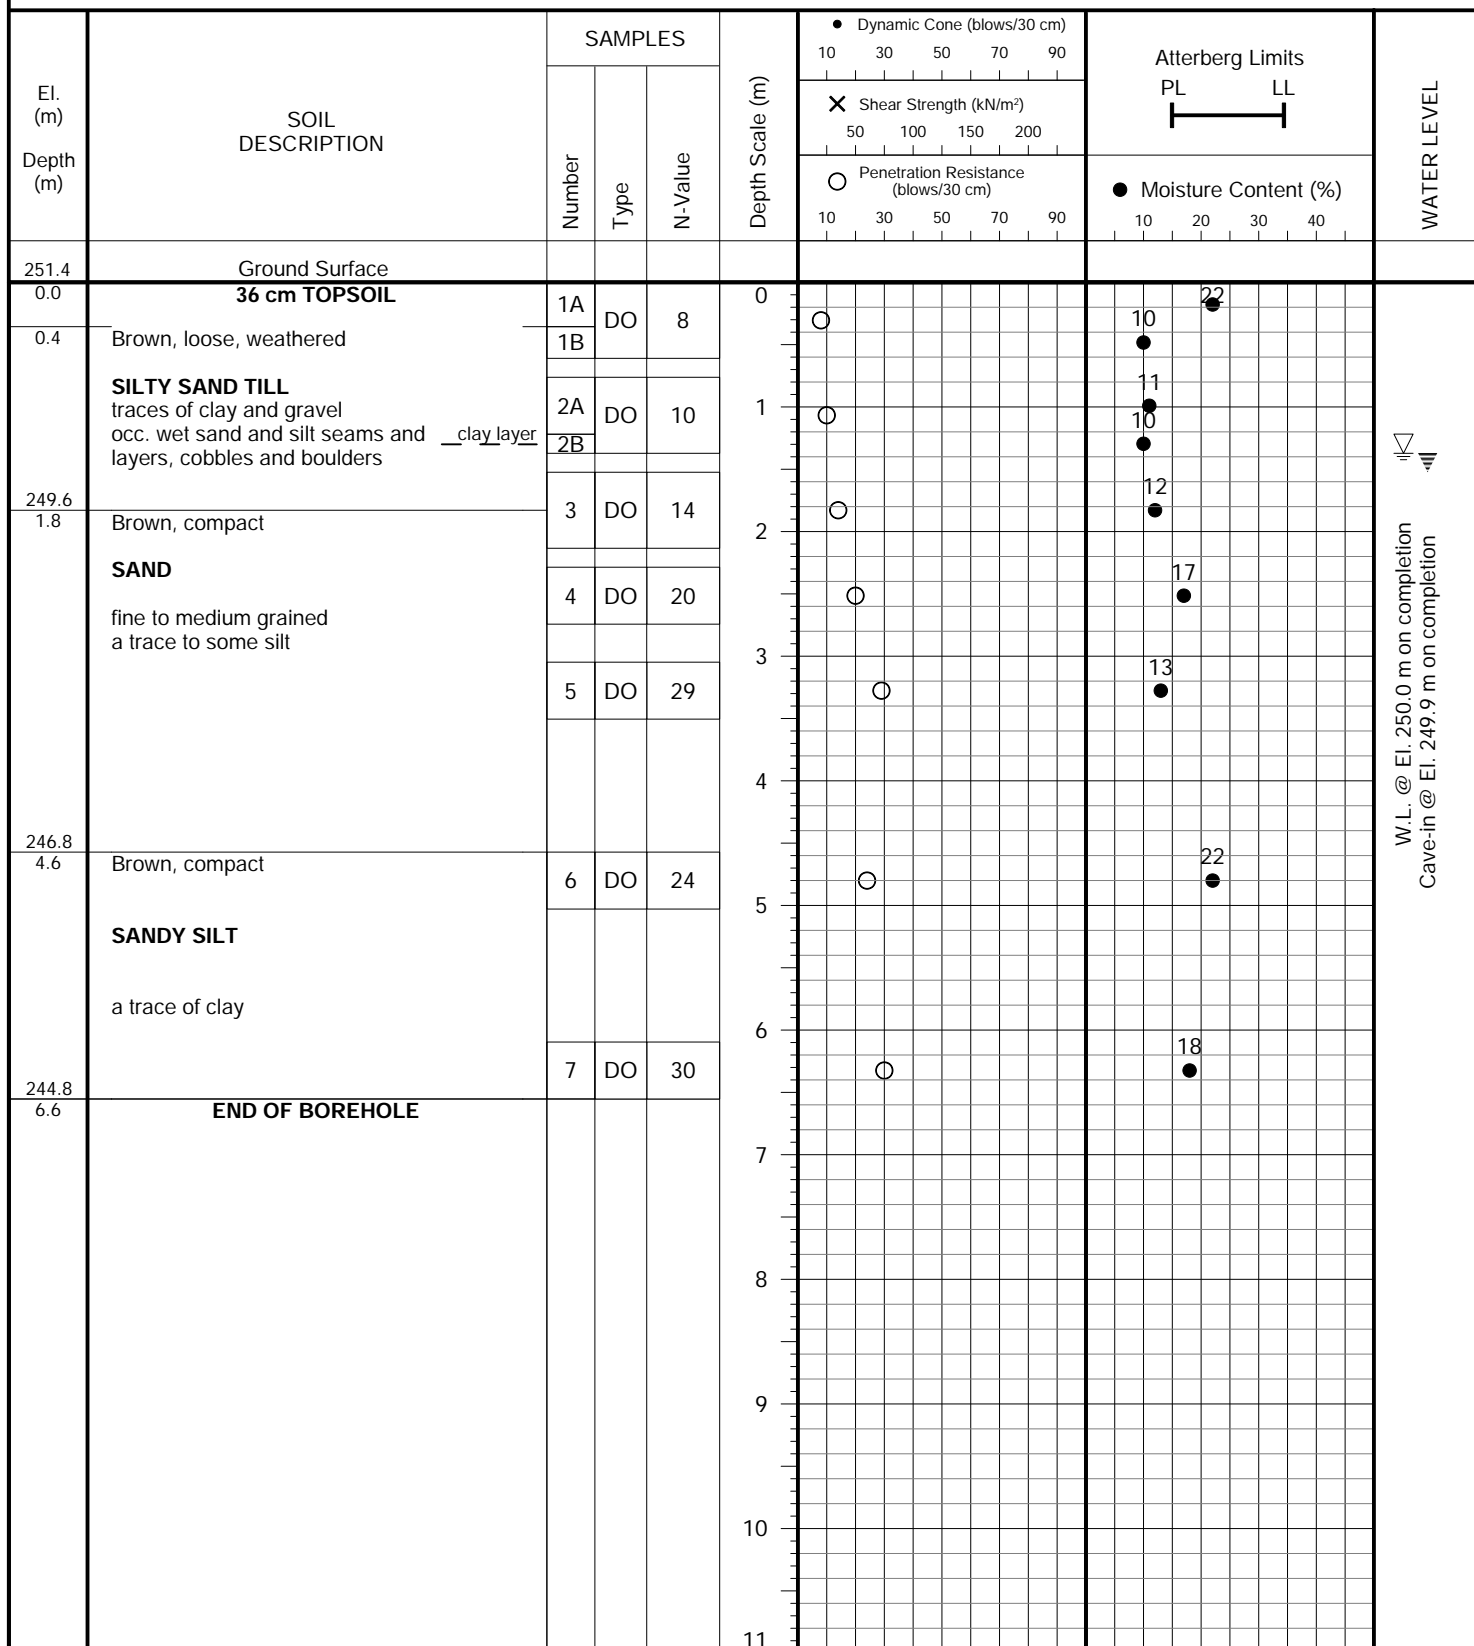 El.
(m)
Depth
(m)
SOIL
DESCRIPTION
SAMPLES
Number
Type
N-Value
Depth Scale (m)
Dynamic Cone (blows/30 cm)
10 30 50 70 90
Shear Strength (kN/m²)
50 100 150 200
Penetration Resistance
(blows/30 cm)
10 30 50 70 90
Atterberg Limits
PL LL
Moisture Content (%)
10 20 30 40
WATER LEVEL
251.4 Ground Surface
0.0 36 cm TOPSOIL 0
1A DO 8 22
0.4 Brown, loose, weathered 1B 10
SILTY SAND TILL
traces of clay and gravel 2A DO 10 1 11
occ. wet sand and silt seams and clay layer 10
layers, cobbles and boulders 2B
249.6 3 DO 14 12
1.8 Brown, compact 2
SAND 17
4 DO 20
fine to medium grained
a trace to some silt
3 13
5 DO 29
4
246.8
4.6 Brown, compact 22
6 DO 24
5
SANDY SILT
a trace of clay
6 18
7 DO 30
244.8
6.6 END OF BOREHOLE
7
8
9
10
11
W.L. @ El. 250.0 m on completion
Cave-in @ El. 249.9 m on completion